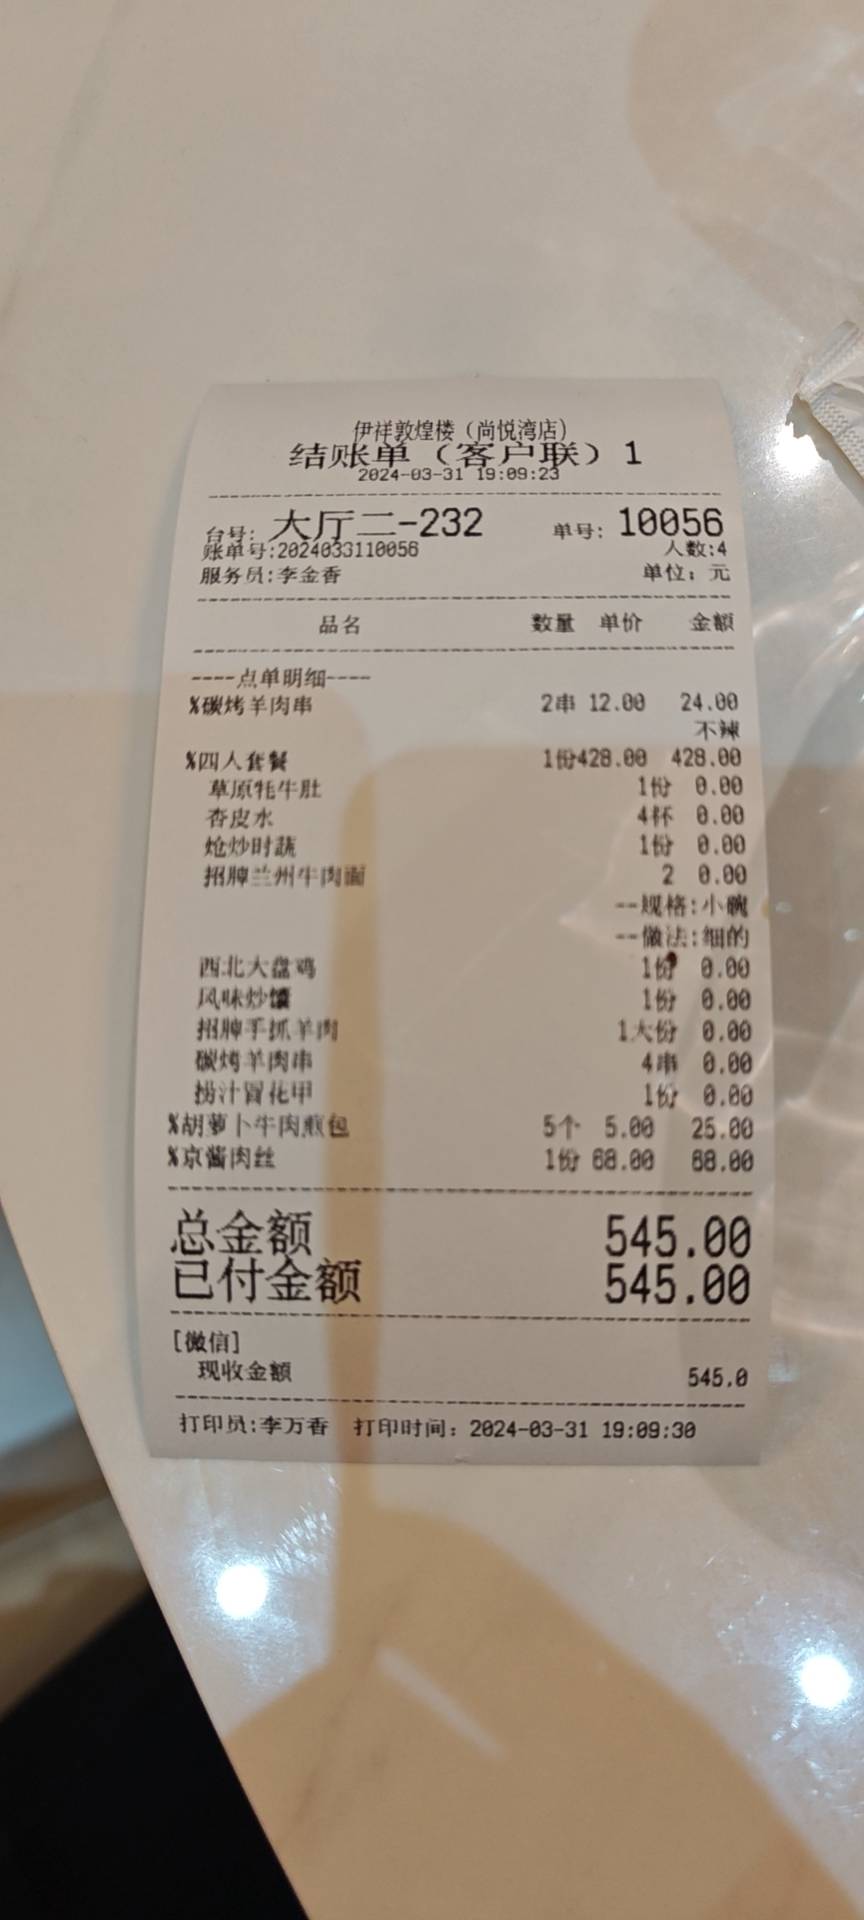 伊祥敦煌楼（尚悦湾店）
结账单（客户联）1
2024-03-31 19:09:23
台号: 大厅二-232 单号: 10056
账单号:2024033110056 人数:4
服务员:李金香 单位：元
品名 数量 单价 金额
----点单明细----
%碳烤羊肉串 2串 12.00 24.00
不辣
%四人套餐 1份428.00 428.00
草原牦牛肚 1份 0.00
杏皮水 4杯 0.00
炝炒时蔬 1份 0.00
招牌兰州牛肉面 2 0.00
--规格:小碗
--做法:细的
西北大盘鸡 1份 0.00
风味炒馕 1份 0.00
招牌手抓羊肉 1大份 0.00
碳烤羊肉串 4串 0.00
捞汁冒花甲 1份 0.00
%胡萝卜牛肉煎包 5个 5.00 25.00
%京酱肉丝 1份 68.00 68.00
总金额 545.00
已付金额 545.00
[微信]
现收金额 545.0
打印员:李万香 打印时间：2024-03-31 19:09:30